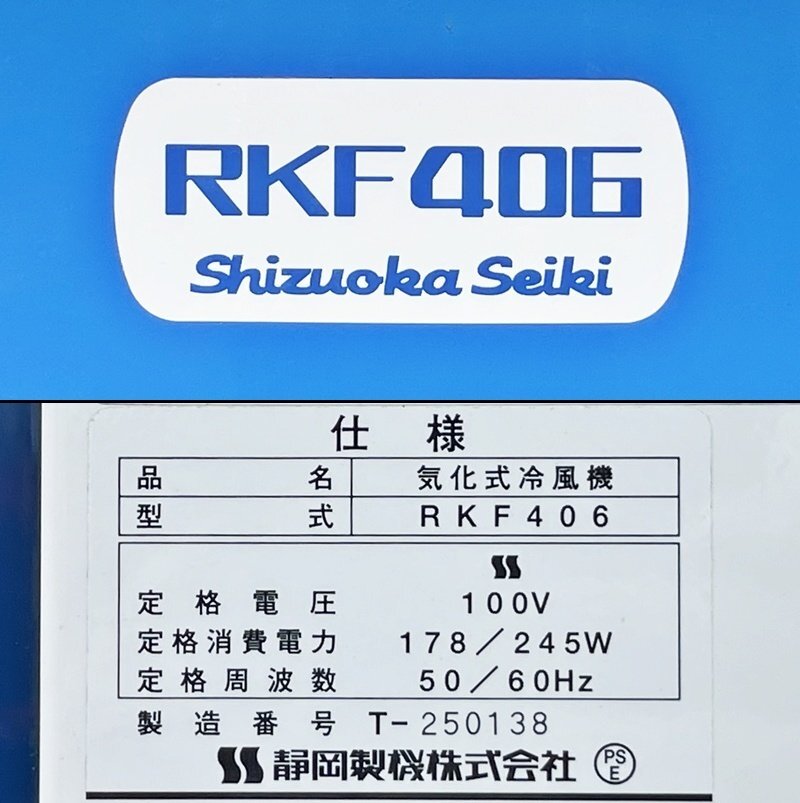 RKF406
Shizuoka Seiki
仕様
品名 気化式冷風機
型式 RKF406
定格電圧 100V
定格消費電力 178/245W
定格周波数 50/60Hz
製造番号 T-250138
静岡製機株式会社 PSE